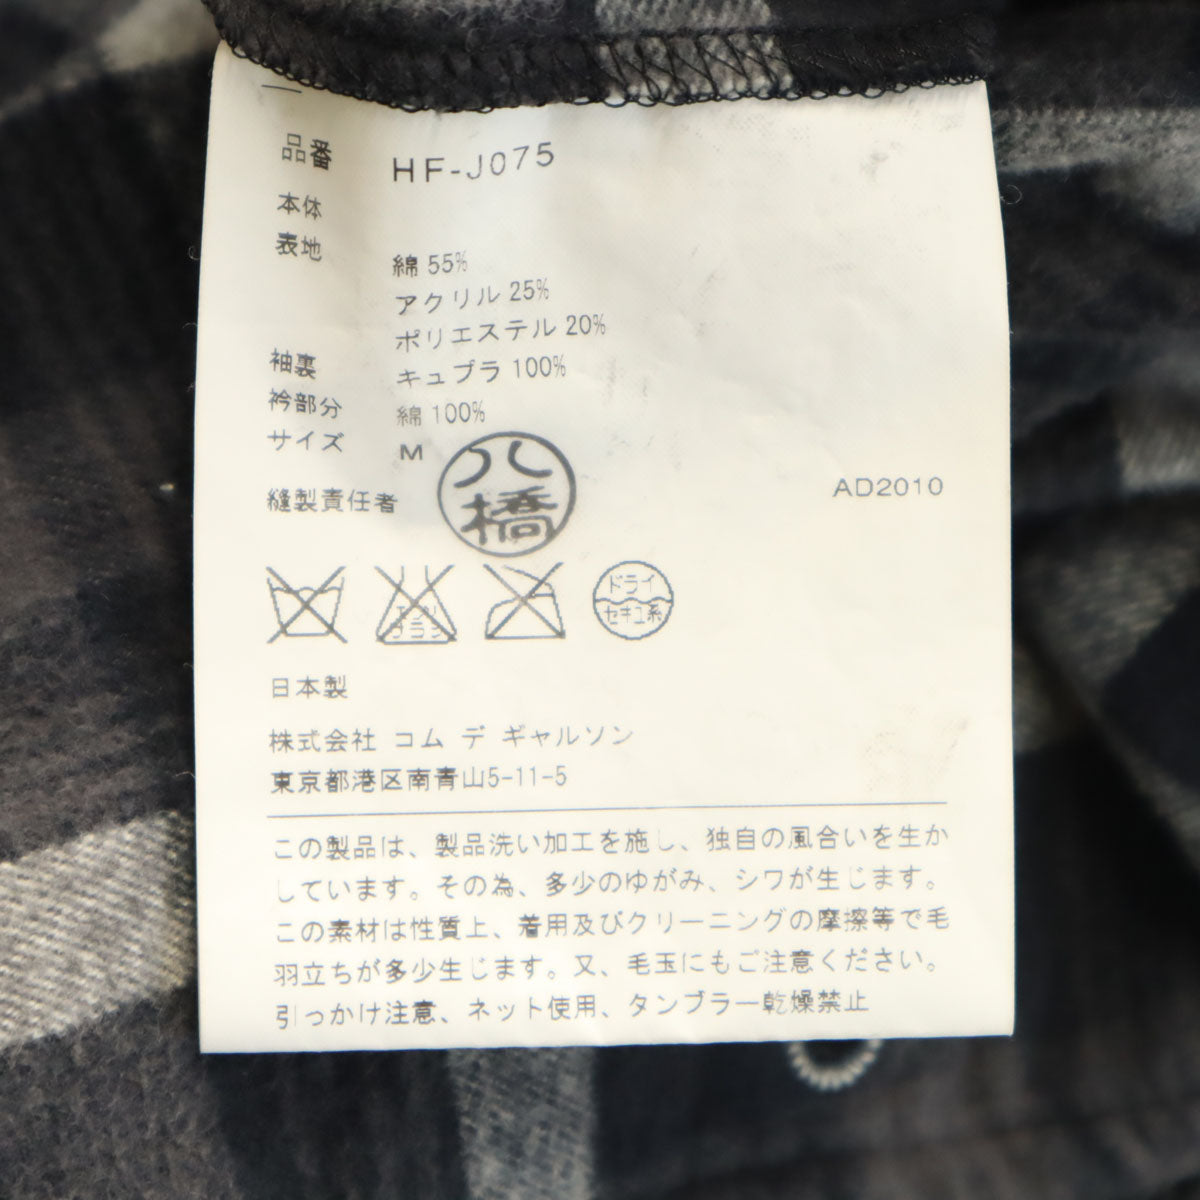 品番 HF-J075
本体
表地 綿 55%
アクリル 25%
ポリエステル 20%
袖裏 キュプラ 100%
衿部分 綿 100%
サイズ M
八橋
縫製責任者
AD2010
エンソ
ブラシ
ドライ
セキユ系
日本製
株式会社 コム デ ギャルソン
東京都港区南青山5-11-5
この製品は、製品洗い加工を施し、独自の風合いを生か
しています。その為、多少のゆがみ、シワが生じます。
この素材は性質上、着用及びクリーニングの摩擦等で毛
羽立ちが多少生じます。又、毛玉にもご注意ください。
引っかけ注意、ネット使用、タンブラー乾燥禁止